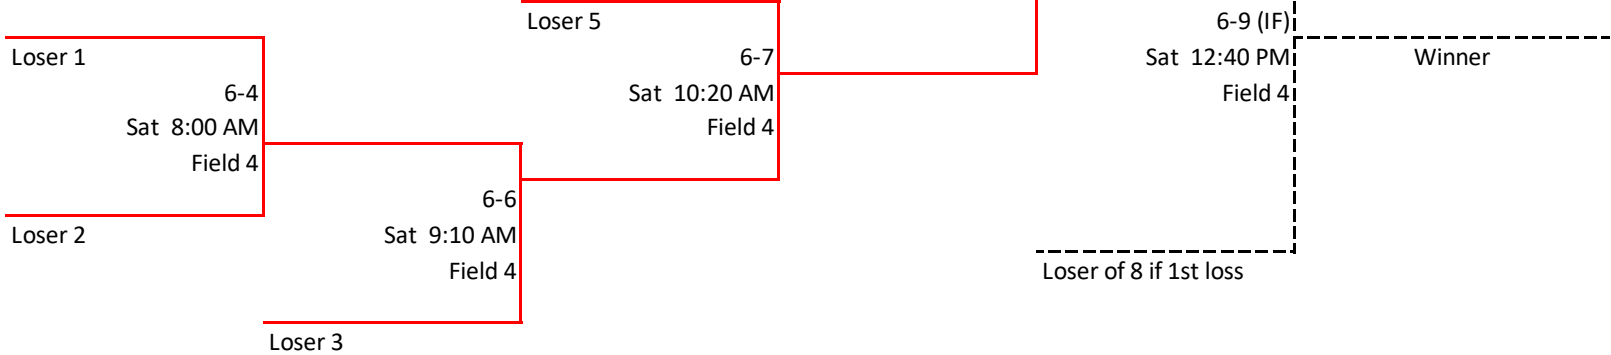 Loser 5
6-9 (IF)
Loser 1
6-7
Sat 12:40 PM
Winner
6-4
Sat 10:20 AM
Field 4
Sat 8:00 AM
Field 4
Field 4
6-6
Loser 2
Sat 9:10 AM
Field 4
Loser of 8 if 1st loss
Loser 3